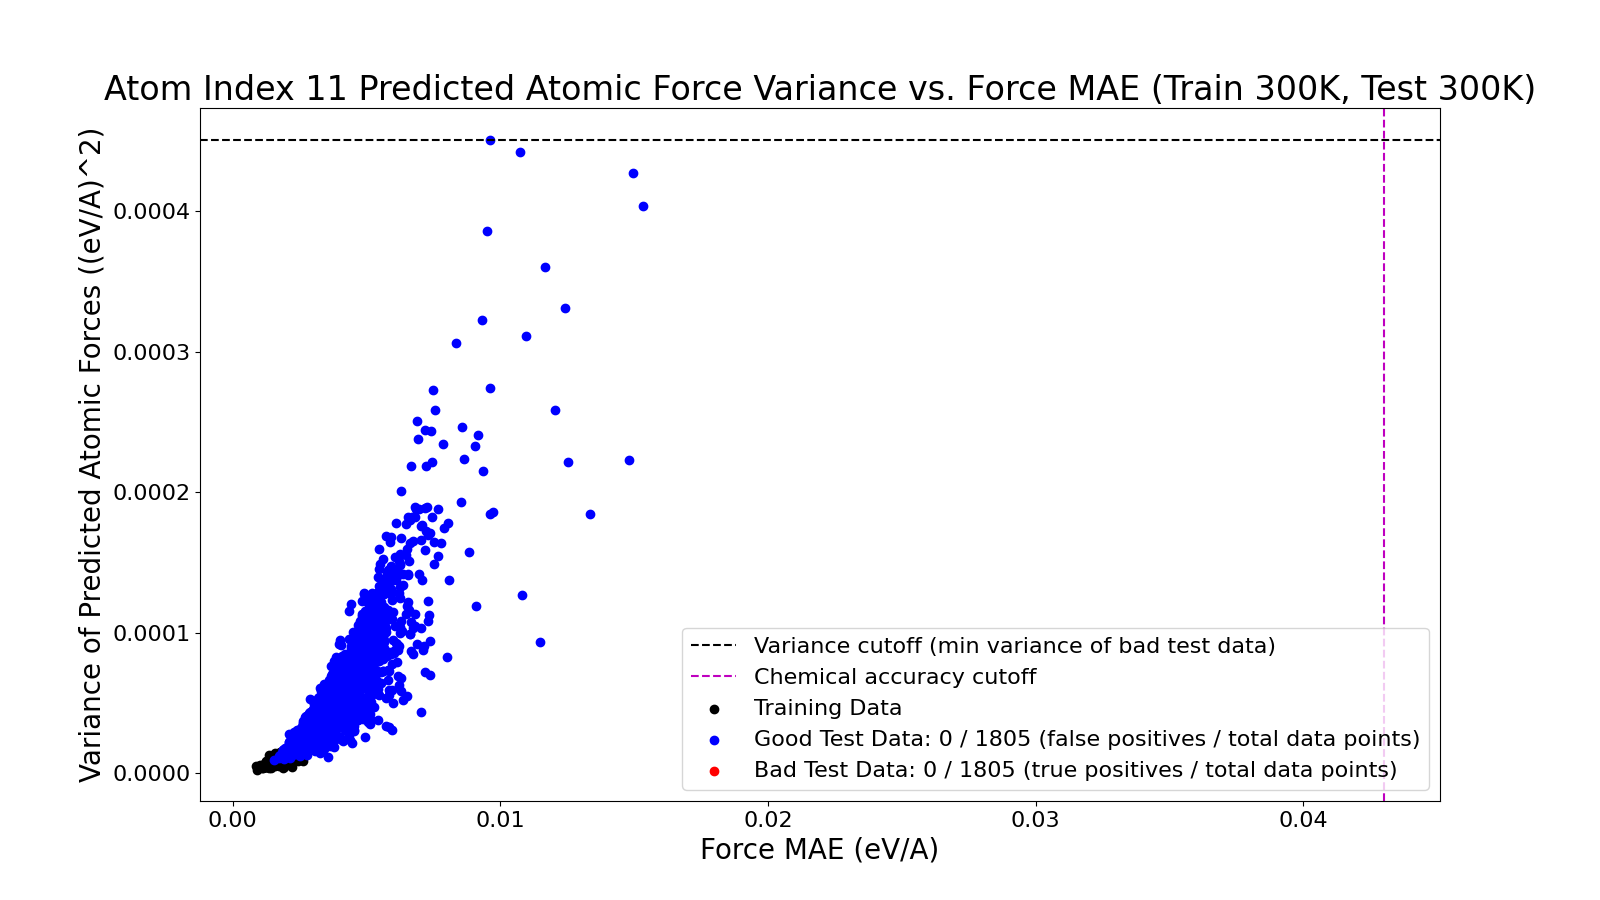 Atom Index 11 Predicted Atomic Force Variance vs. Force MAE (Train 300K, Test 300K)
Variance of Predicted Atomic Forces ((eV/A)^2)
0.0004
0.0003
0.0002
0.0001
0.0000
Variance cutoff (min variance of bad test data)
Chemical accuracy cutoff
Training Data
Good Test Data: 0 / 1805 (false positives / total data points)
Bad Test Data: 0 / 1805 (true positives / total data points)
0.00 0.01 0.02 0.03 0.04
Force MAE (eV/A)